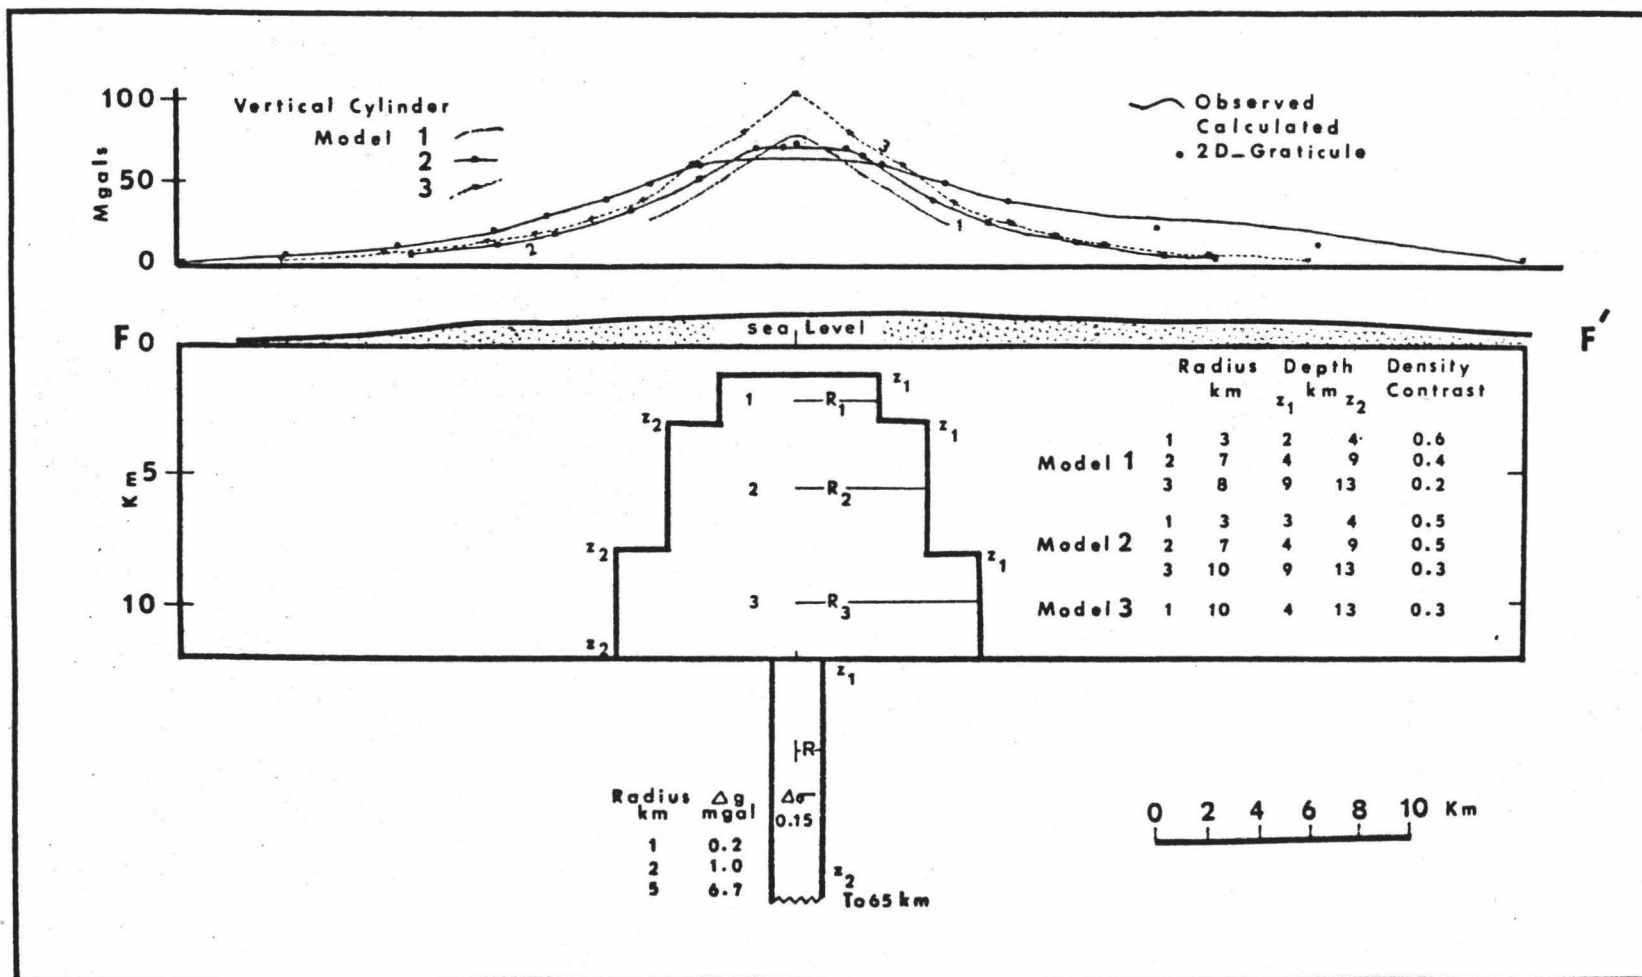 100
50
0
Mgals
Vertical Cylinder
Model 1
2
3
Observed
Calculated
2D-Graticule
3
1
2
F
F'
Sea Level
0
5
10
Km
z1
1
R1
z2
z1
2
R2
z2
z1
3
R3
z2
z1
Radius Depth Density
km km Contrast
z1 z2
Model 1
1 3 2 4 0.6
2 7 4 9 0.4
3 8 9 13 0.2
Model 2
1 3 3 4 0.5
2 7 4 9 0.5
3 10 9 13 0.3
Model 3 1 10 4 13 0.3
R
Radius Δg Δσ
km mgal 0.15
1 0.2
2 1.0
5 6.7
z2
To 65 km
0 2 4 6 8 10 Km